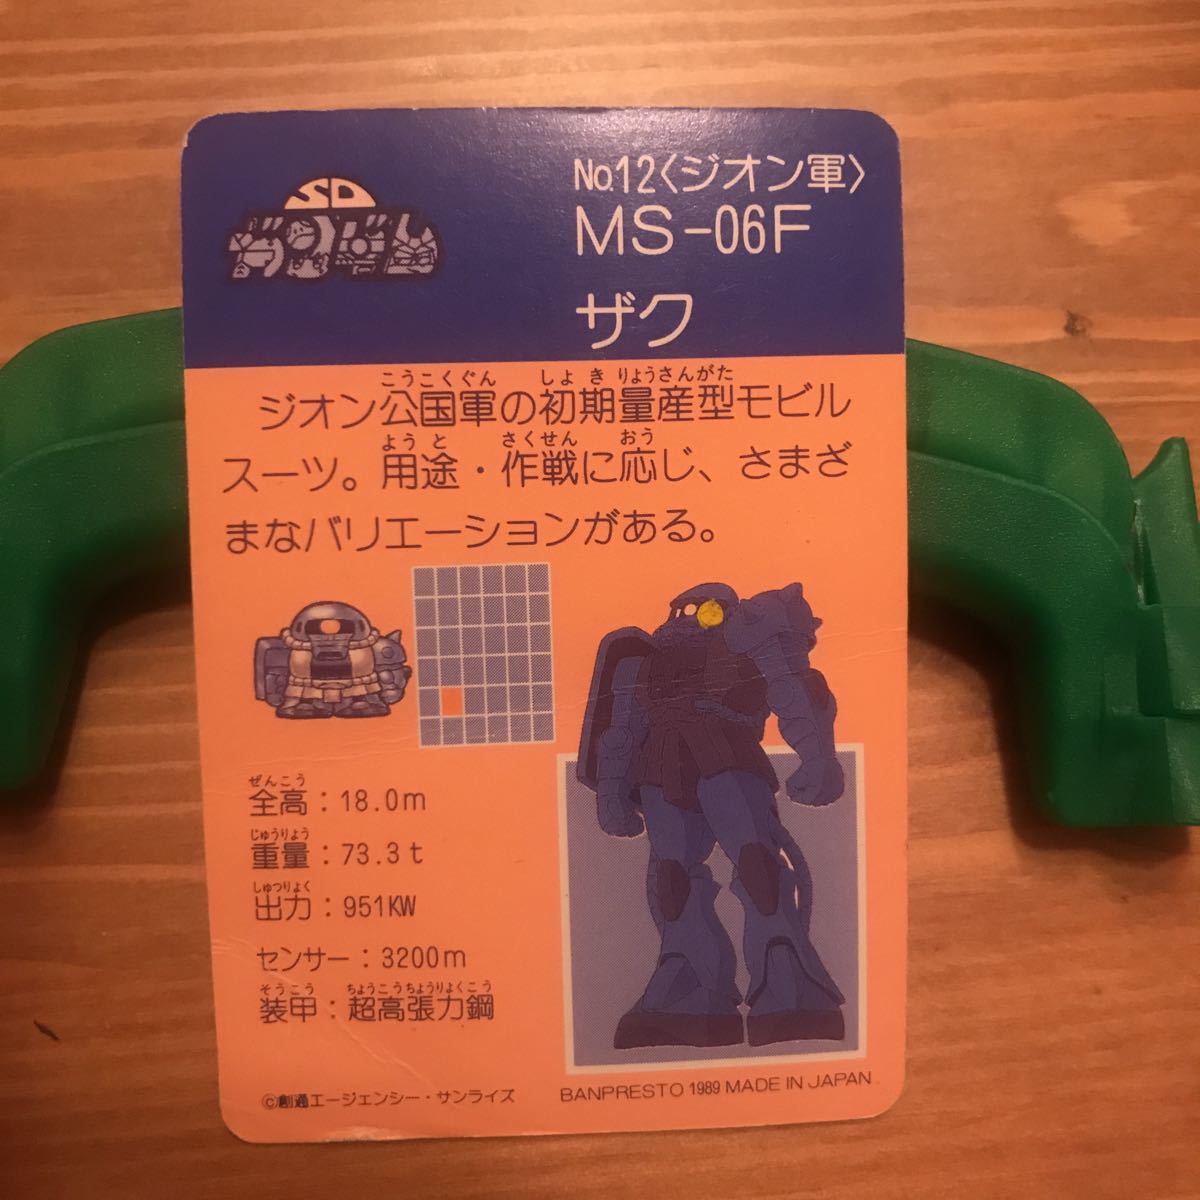 SD
ガンダム
No.12〈ジオン軍〉
MS-06F
ザク
こうこくぐん しょき りょうさんがた
ジオン公国軍の初期量産型モビル
ようと さくせん おう
スーツ。用途・作戦に応じ、さまざ
まなバリエーションがある。
ぜんこう
全高：18.0m
じゅうりょう
重量：73.3t
しゅつりょく
出力：951KW
センサー：3200m
そうこう ちょうこうちょうりょくこう
装甲：超高張力鋼
©創通エージェンシー・サンライズ
BANPRESTO 1989 MADE IN JAPAN